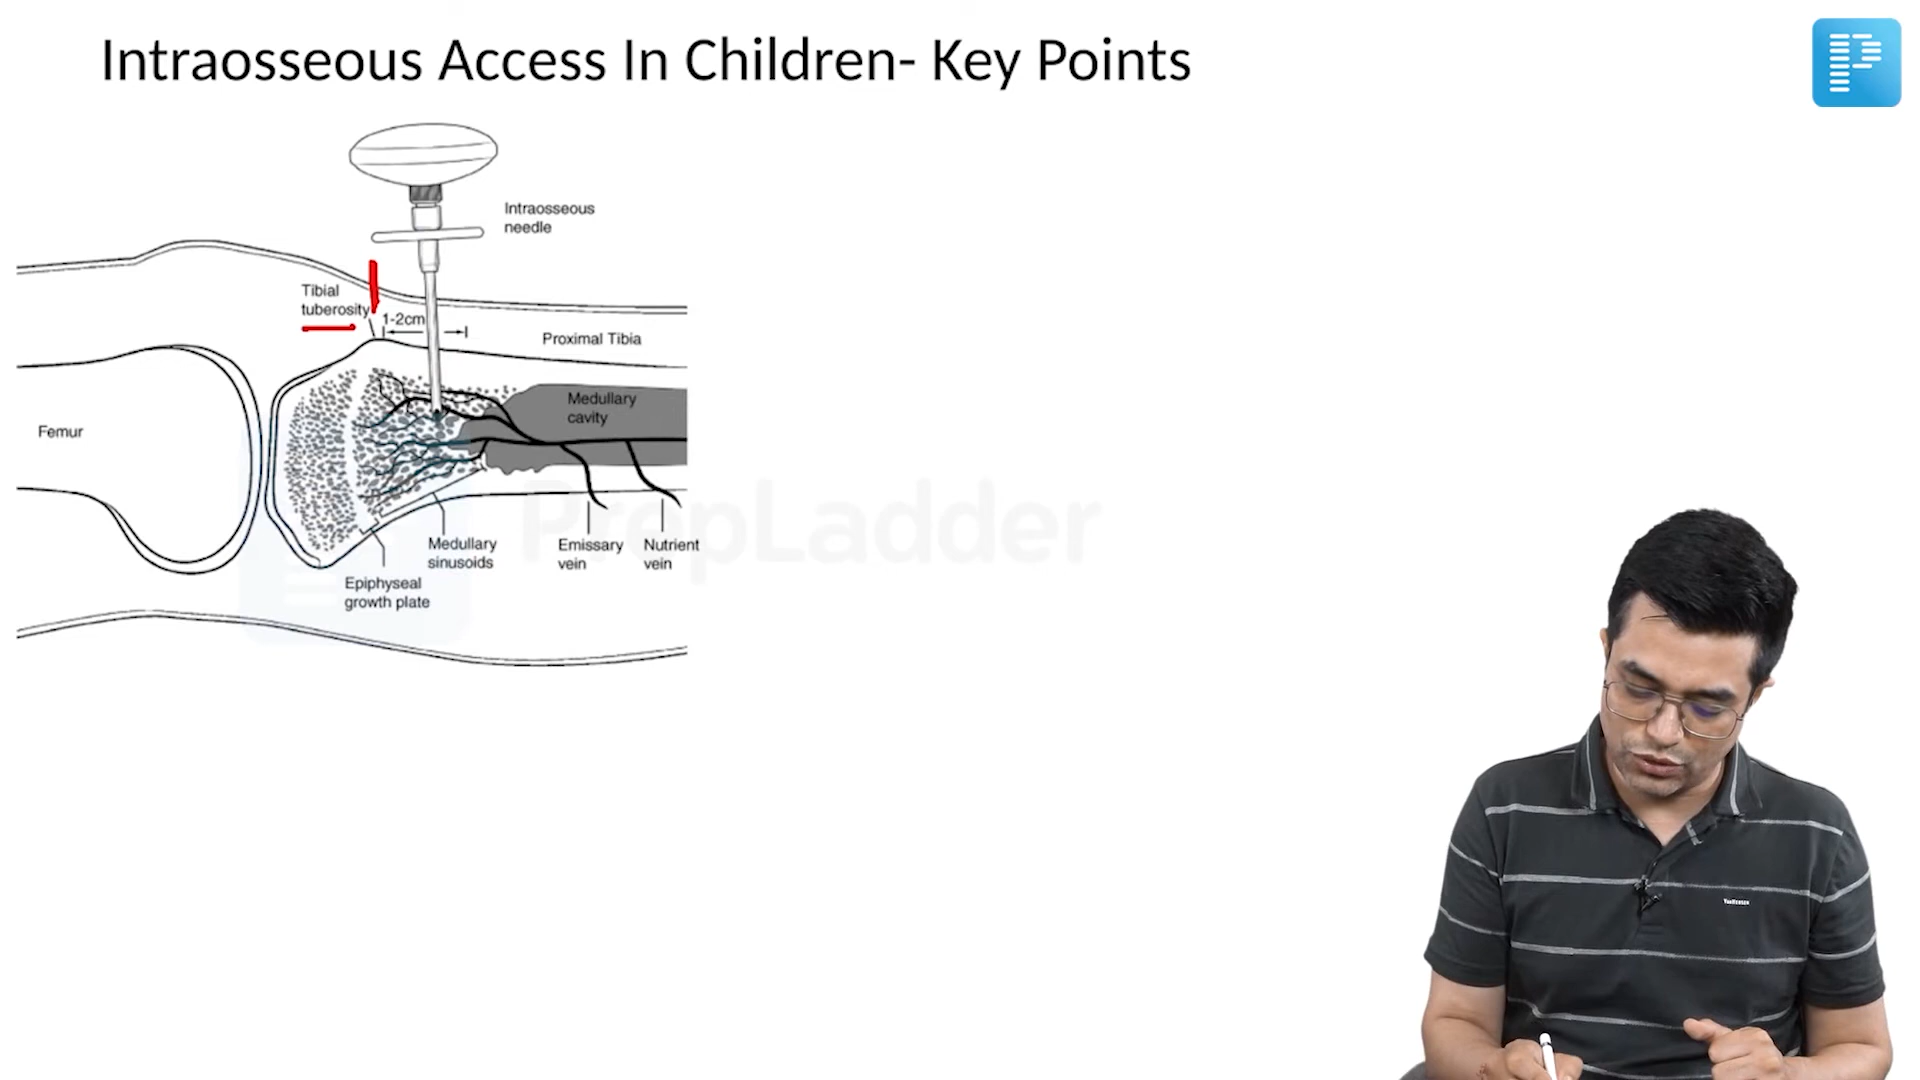 Intraosseous Access In Children- Key Points
Intraosseous
needle
Tibial
tuberosity
1-2cm
Proximal Tibia
Medullary
cavity
Femur
Medullary
sinusoids
Emissary
vein
Nutrient
vein
Epiphyseal
growth plate
PrepLadder